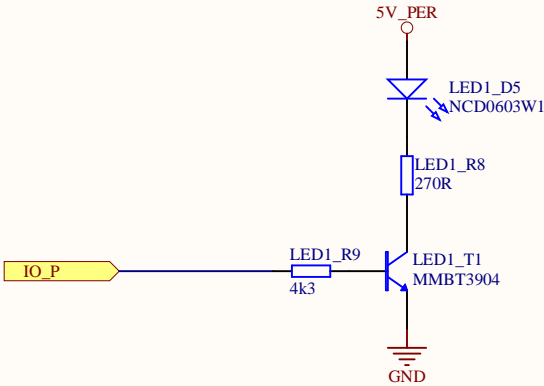 5V_PER
LED1_D5
NCD0603W1
LED1_R8
270R
LED1_R9
4k3
LED1_T1
MMBT3904
IO_P
GND